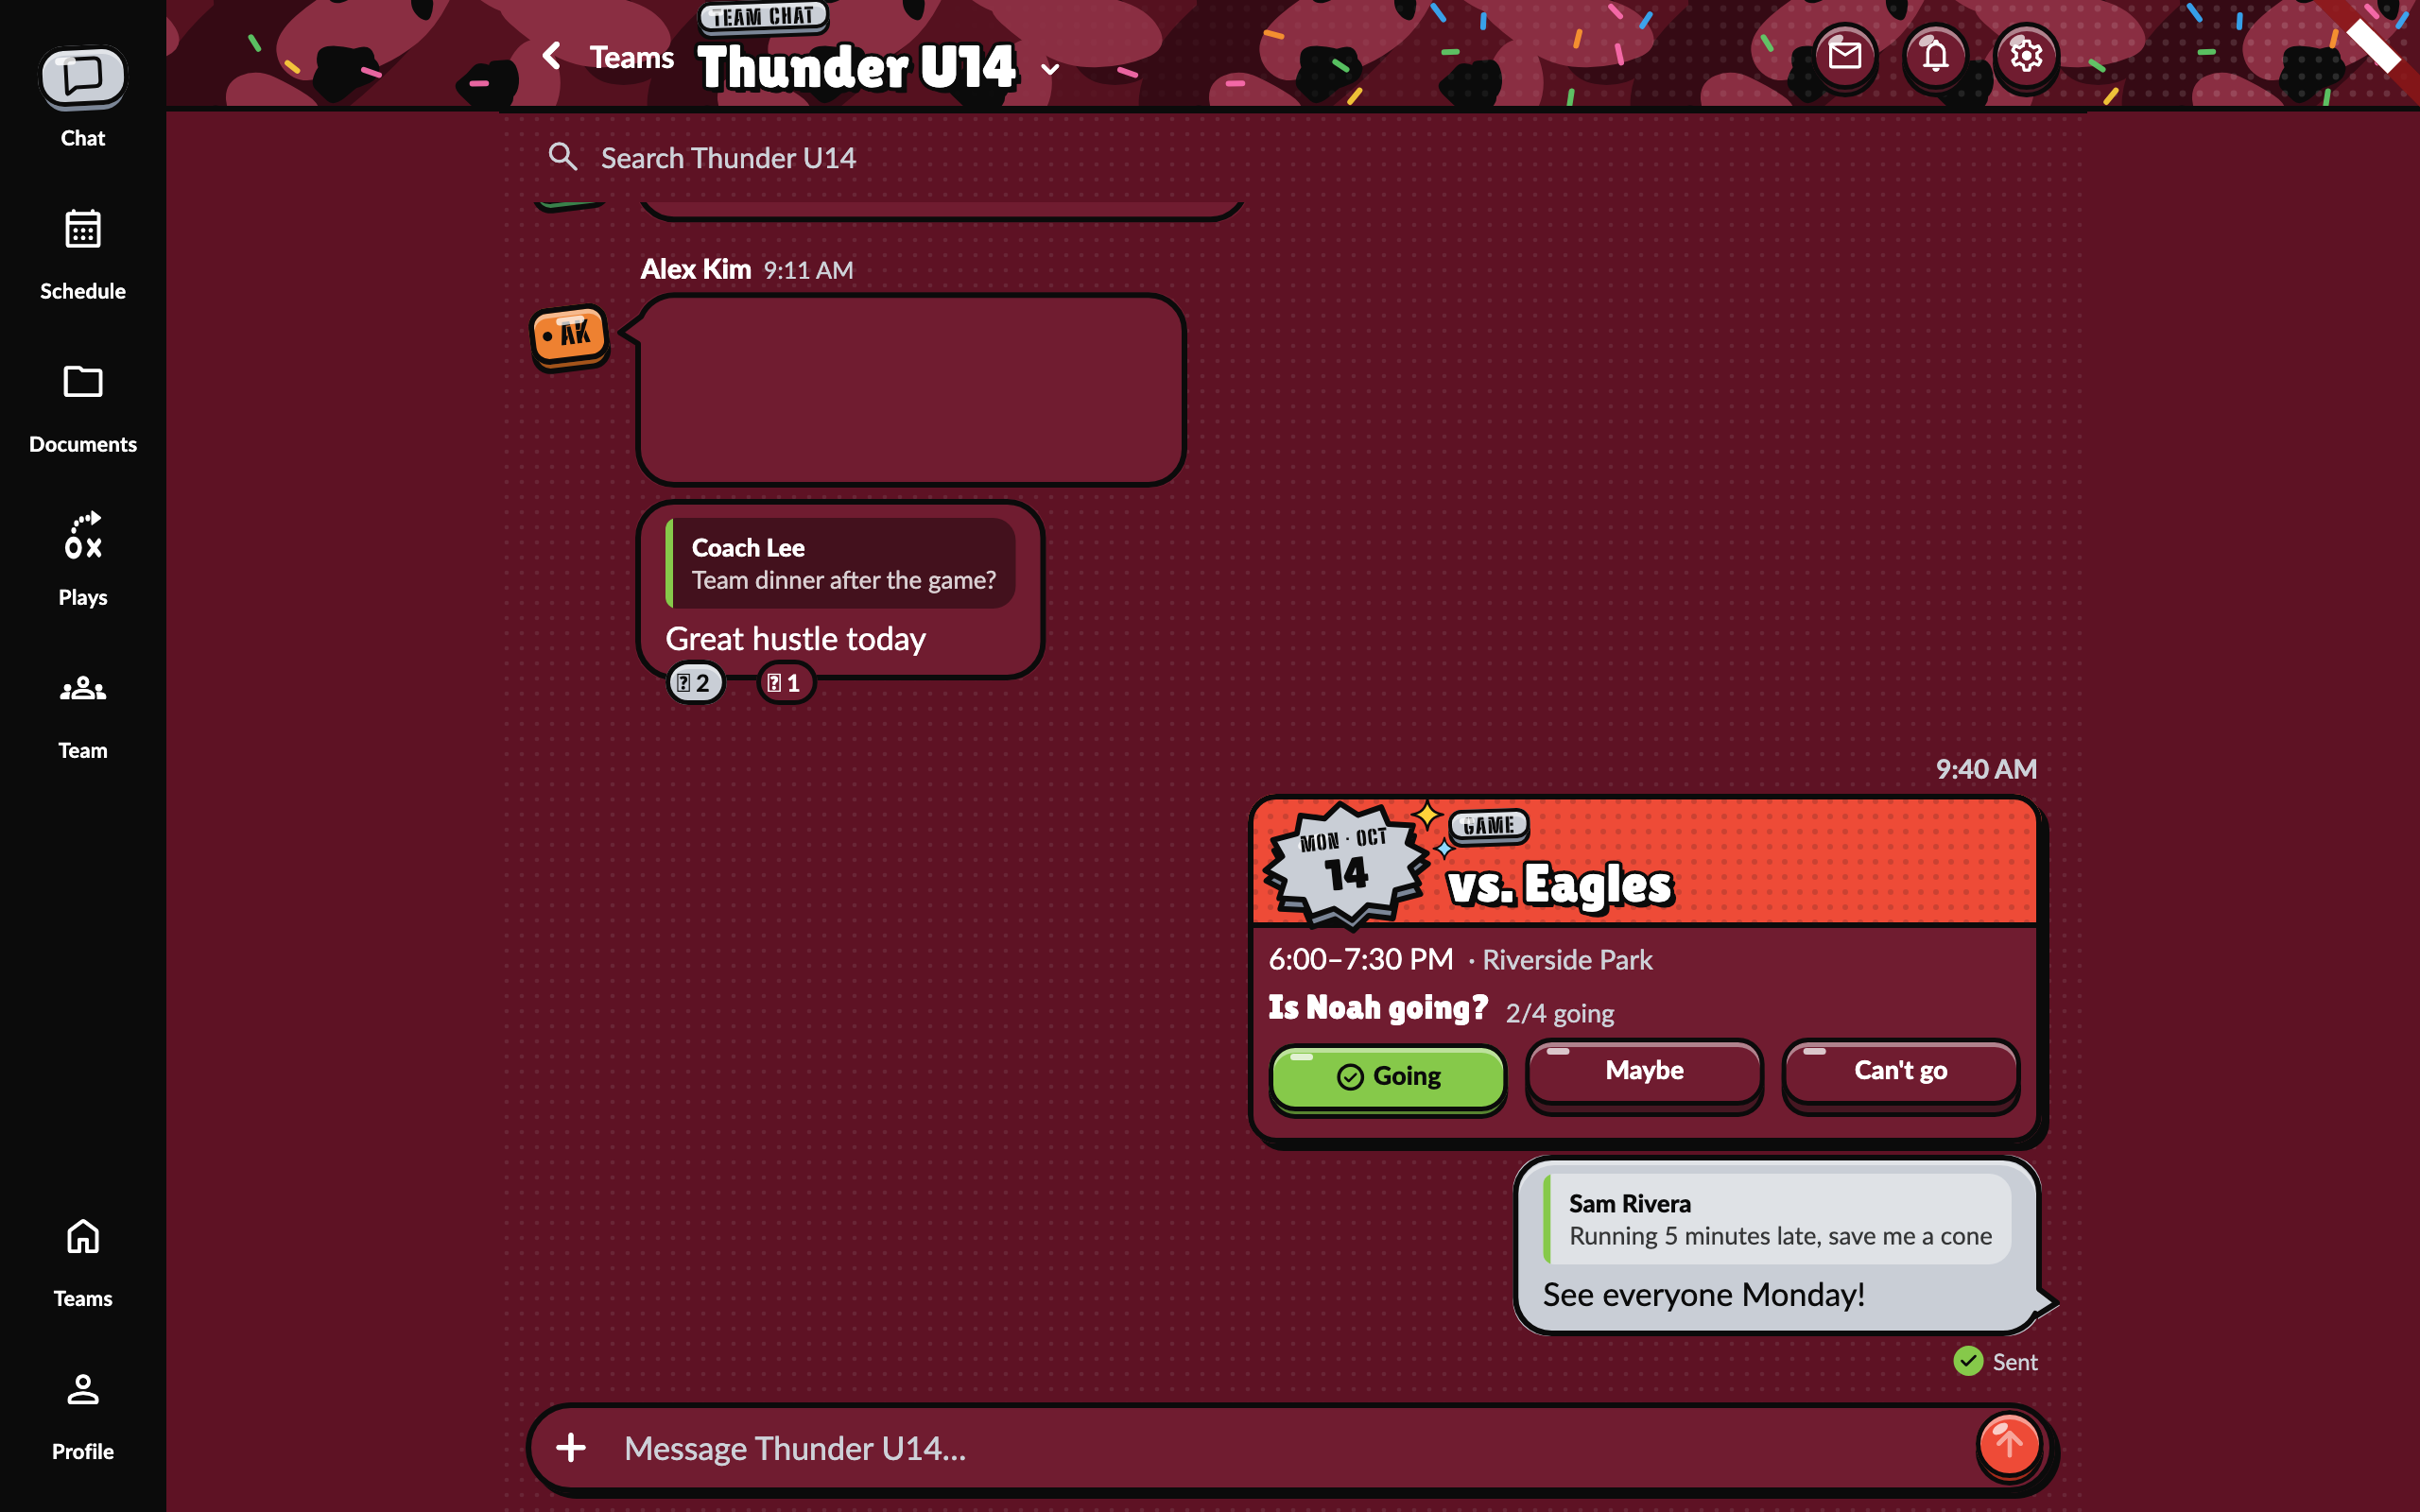 TEAM CHAT
Teams
Thunder U14
Chat
Schedule
Documents
Plays
Team
Teams
Profile
Search Thunder U14
Alex Kim 9:11 AM
• AK
Coach Lee
Team dinner after the game?
Great hustle today
2
1
9:40 AM
MON · OCT
14
GAME
vs. Eagles
6:00–7:30 PM · Riverside Park
Is Noah going? 2/4 going
Going
Maybe
Can't go
Sam Rivera
Running 5 minutes late, save me a cone
See everyone Monday!
Sent
Message Thunder U14...